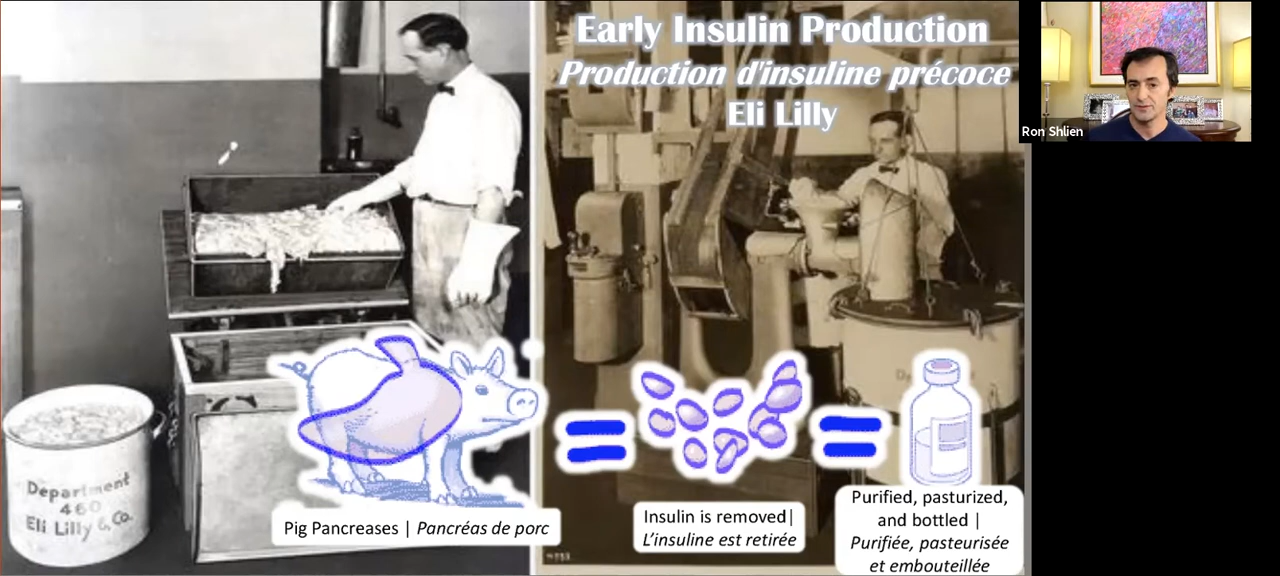 Early Insulin Production
Production d'insuline précoce
Eli Lilly
Ron Shlien
Department
460
Eli Lilly & Co.
Pig Pancreases | Pancréas de porc
Insulin is removed|
L'insuline est retirée
Purified, pasturized,
and bottled |
Purifiée, pasteurisée
et embouteillée